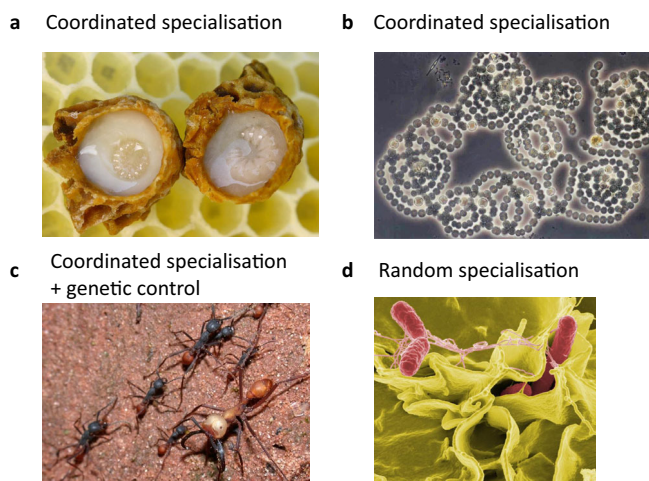 a Coordinated specialisation
b Coordinated specialisation
c Coordinated specialisation
+ genetic control
d Random specialisation